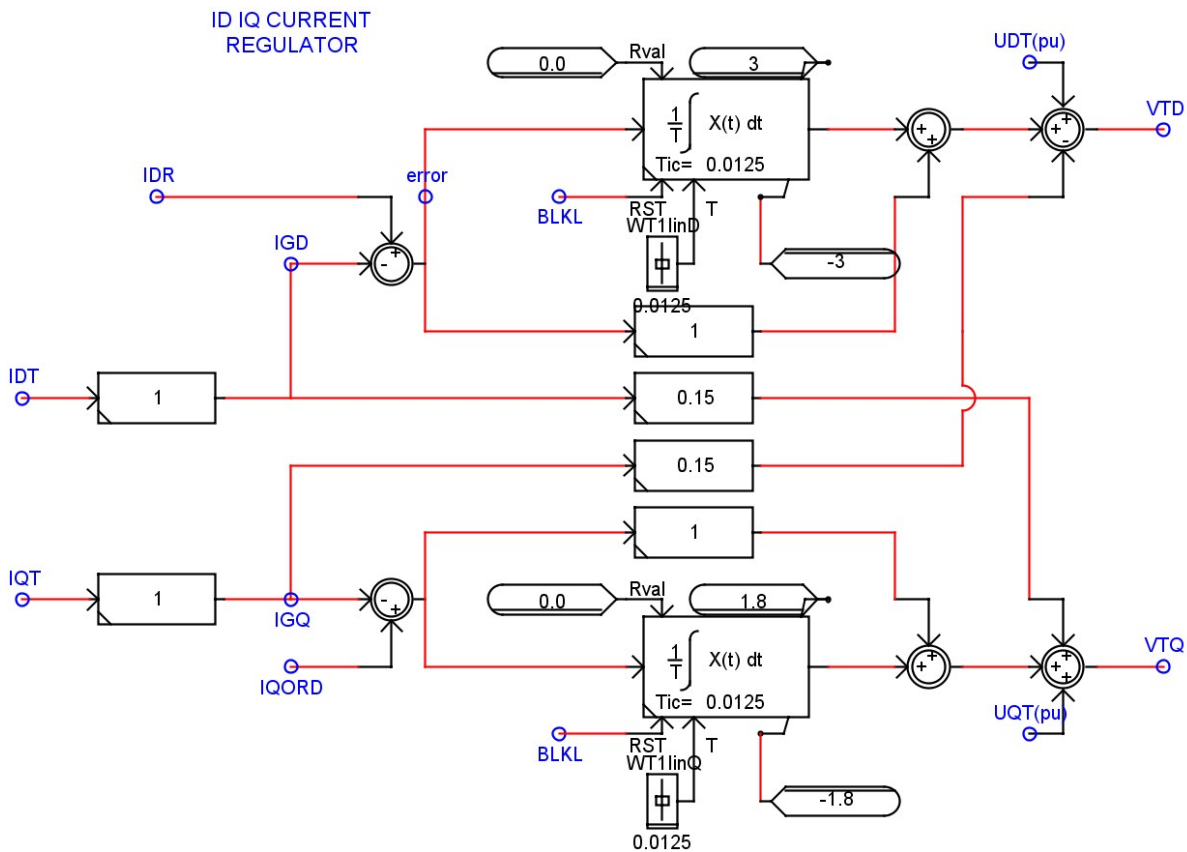 ID IQ CURRENT
REGULATOR
Rval
0.0
3
UDT(pu)
1
T
X(t) dt
Tic= 0.0125
+
+
+
+
-
VTD
IDR
error
BLKL
RST
T
WT1linD
IGD
+
-
-3
0.0125
1
IDT
1
0.15
0.15
1
IQT
1
IGQ
-
+
IQORD
Rval
0.0
1.8
1
T
X(t) dt
Tic= 0.0125
+
+
+
+
+
VTQ
UQT(pu)
BLKL
RST
T
WT1linQ
-1.8
0.0125